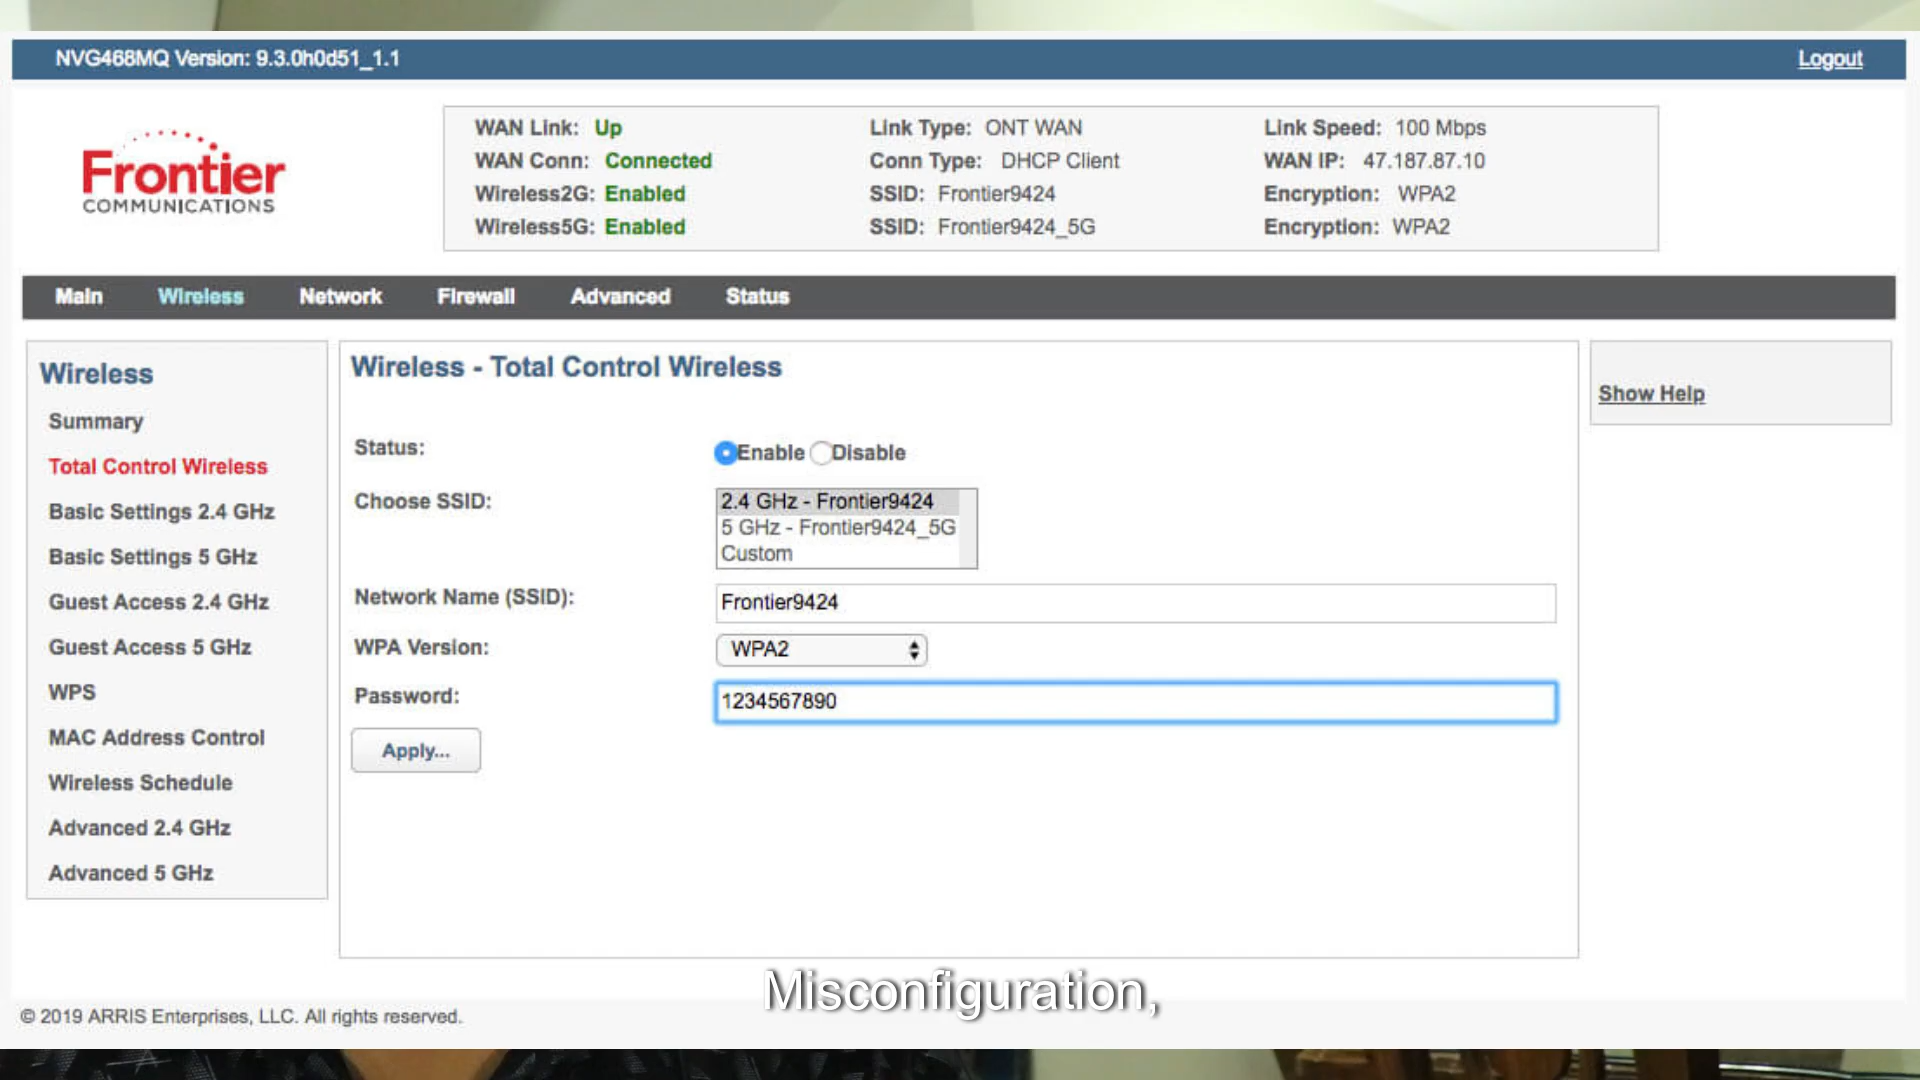 NVG468MQ Version: 9.3.0h0d51_1.1
Logout
Frontier
COMMUNICATIONS
WAN Link: Up
Link Type: ONT WAN
Link Speed: 100 Mbps
WAN Conn: Connected
Conn Type: DHCP Client
WAN IP: 47.187.87.10
Wireless2G: Enabled
SSID: Frontier9424
Encryption: WPA2
Wireless5G: Enabled
SSID: Frontier9424_5G
Encryption: WPA2
Main
Wireless
Network
Firewall
Advanced
Status
Wireless
Summary
Total Control Wireless
Basic Settings 2.4 GHz
Basic Settings 5 GHz
Guest Access 2.4 GHz
Guest Access 5 GHz
WPS
MAC Address Control
Wireless Schedule
Advanced 2.4 GHz
Advanced 5 GHz
Wireless - Total Control Wireless
Status:
Enable Disable
Choose SSID:
2.4 GHz - Frontier9424
5 GHz - Frontier9424_5G
Custom
Network Name (SSID):
Frontier9424
WPA Version:
WPA2
Password:
1234567890
Apply...
Show Help
Misconfiguration,
© 2019 ARRIS Enterprises, LLC. All rights reserved.